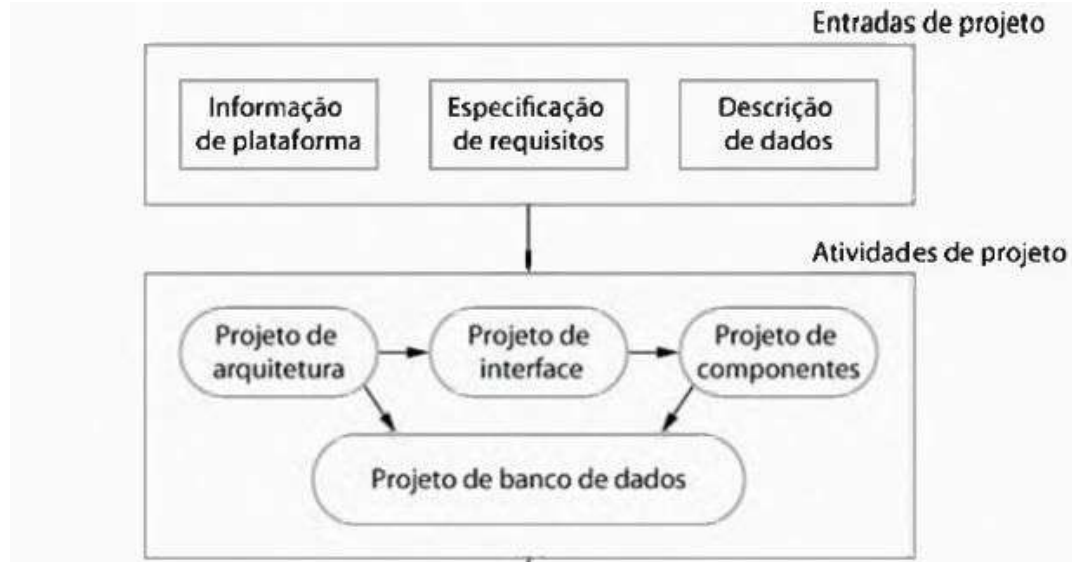 Entradas de projeto
Informação
de plataforma
Especificação
de requisitos
Descrição
de dados
Atividades de projeto
Projeto de
arquitetura
Projeto de
interface
Projeto de
componentes
Projeto de banco de dados